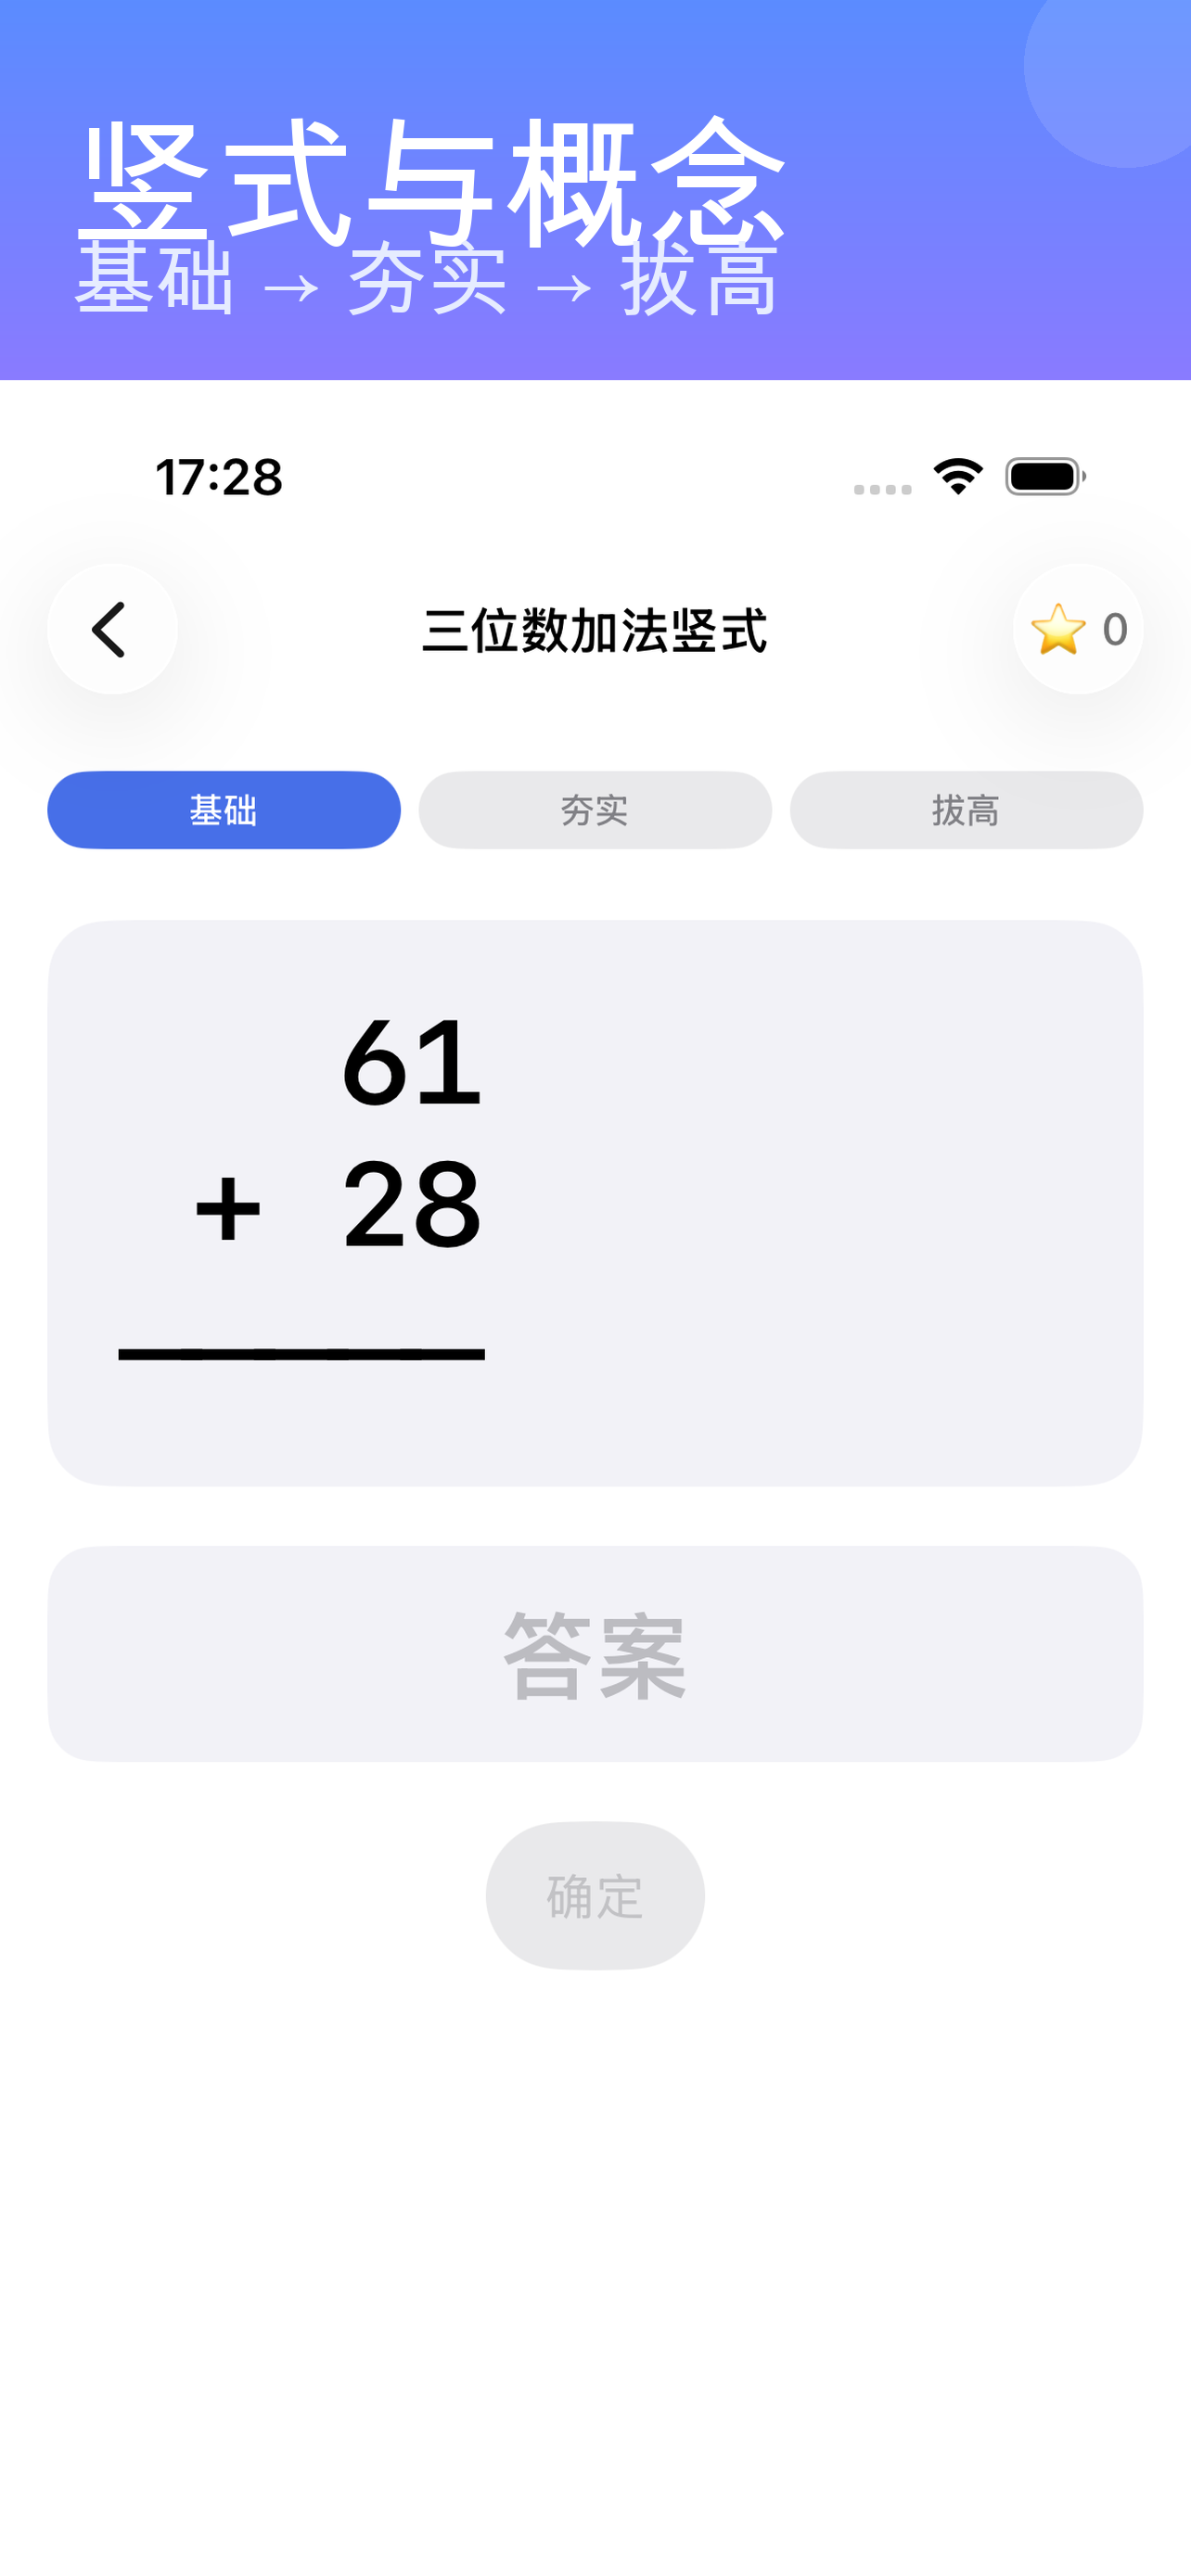 竖式与概念
基础 → 夯实 → 拔高
17:28
三位数加法竖式
⭐ 0
基础
夯实
拔高
61
+ 28
_____
答案
确定